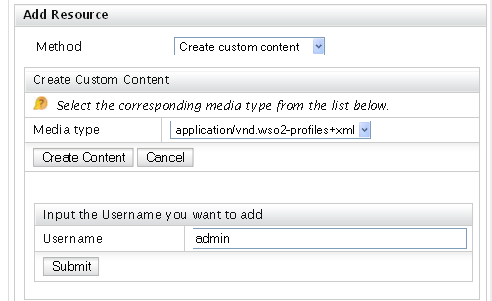 Add Resource
Method Create custom content
Create Custom Content
Select the corresponding media type from the list below.
Media type application/vnd.wso2-profiles+xml
Create Content Cancel
Input the Username you want to add
Username admin
Submit